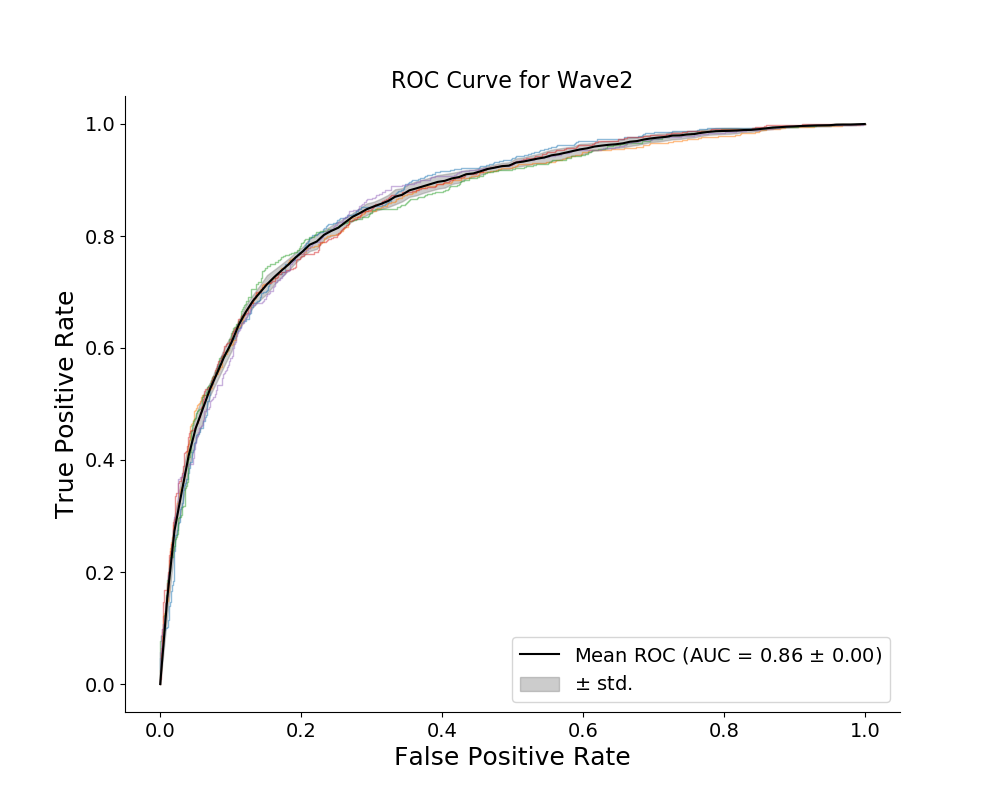 ROC Curve for Wave2
True Positive Rate
1.0
0.8
0.6
0.4
0.2
0.0
Mean ROC (AUC = 0.86 ± 0.00)
± std.
0.0 0.2 0.4 0.6 0.8 1.0
False Positive Rate